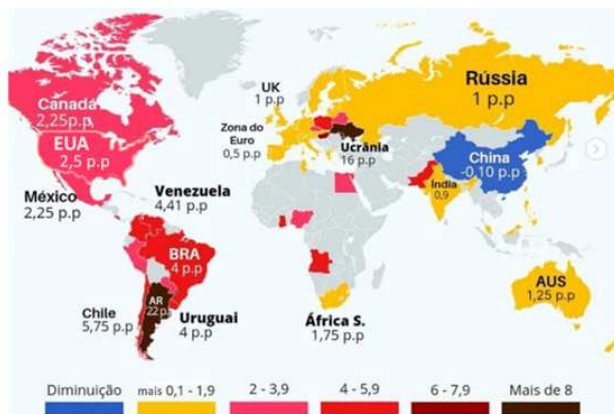 Canadá
2,25p.p
EUA
2,5 p.p
México
2,25 p.p
UK
1 p.p
Zona do
Euro
0,5 p.p
Rússia
1 p.p
Ucrânia
16 p.p
China
-0,10 p.p
Índia
0,9
Venezuela
4,41 p.p
BRA
4 p.p
AR
22 p.p
Chile
5,75 p.p
Uruguai
4 p.p
África S.
1,75 p.p
AUS
1,25 p.p
Diminuição
mais 0,1 - 1,9
2 - 3,9
4 - 5,9
6 - 7,9
Mais de 8